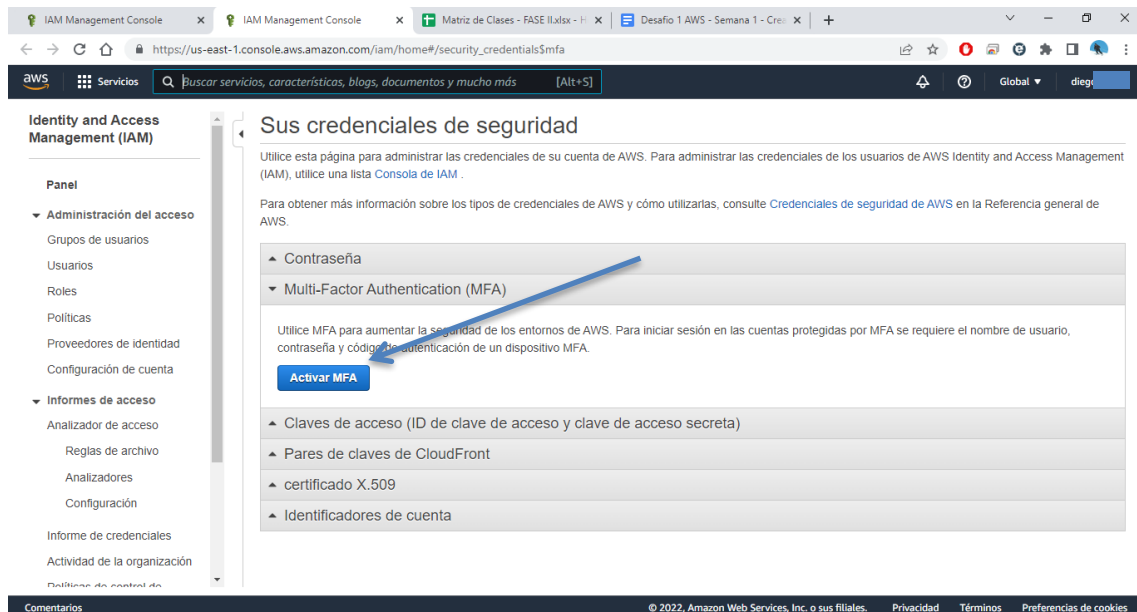 IAM Management Console
IAM Management Console
Matriz de Clases - FASE II.xlsx - H
Desafio 1 AWS - Semana 1 - Crea
https://us-east-1.console.aws.amazon.com/iam/home#/security_credentials$mfa
aws
Servicios
Buscar servicios, características, blogs, documentos y mucho más
[Alt+S]
Global
dieg
Identity and Access
Management (IAM)
Panel
Administración del acceso
Grupos de usuarios
Usuarios
Roles
Políticas
Proveedores de identidad
Configuración de cuenta
Informes de acceso
Analizador de acceso
Reglas de archivo
Analizadores
Configuración
Informe de credenciales
Actividad de la organización
Políticas de control de
Sus credenciales de seguridad
Utilice esta página para administrar las credenciales de su cuenta de AWS. Para administrar las credenciales de los usuarios de AWS Identity and Access Management
(IAM), utilice una lista Consola de IAM .
Para obtener más información sobre los tipos de credenciales de AWS y cómo utilizarlas, consulte Credenciales de seguridad de AWS en la Referencia general de
AWS.
Contraseña
Multi-Factor Authentication (MFA)
Utilice MFA para aumentar la seguridad de los entornos de AWS. Para iniciar sesión en las cuentas protegidas por MFA se requiere el nombre de usuario,
contraseña y código de autenticación de un dispositivo MFA.
Activar MFA
Claves de acceso (ID de clave de acceso y clave de acceso secreta)
Pares de claves de CloudFront
certificado X.509
Identificadores de cuenta
Comentarios
© 2022, Amazon Web Services, Inc. o sus filiales.
Privacidad
Términos
Preferencias de cookies